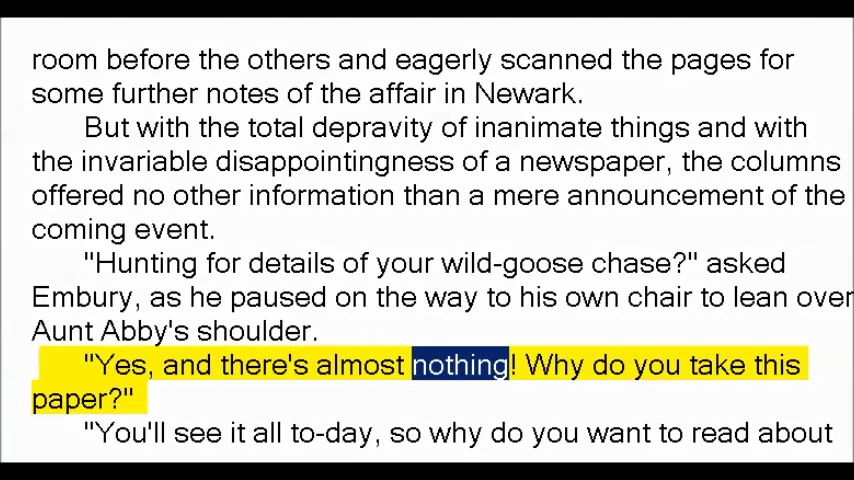 room before the others and eagerly scanned the pages for
some further notes of the affair in Newark.
But with the total depravity of inanimate things and with
the invariable disappointingness of a newspaper, the columns
offered no other information than a mere announcement of the
coming event.
"Hunting for details of your wild-goose chase?" asked
Embury, as he paused on the way to his own chair to lean over
Aunt Abby's shoulder.
"Yes, and there's almost nothing! Why do you take this
paper?"
"You'll see it all to-day, so why do you want to read about